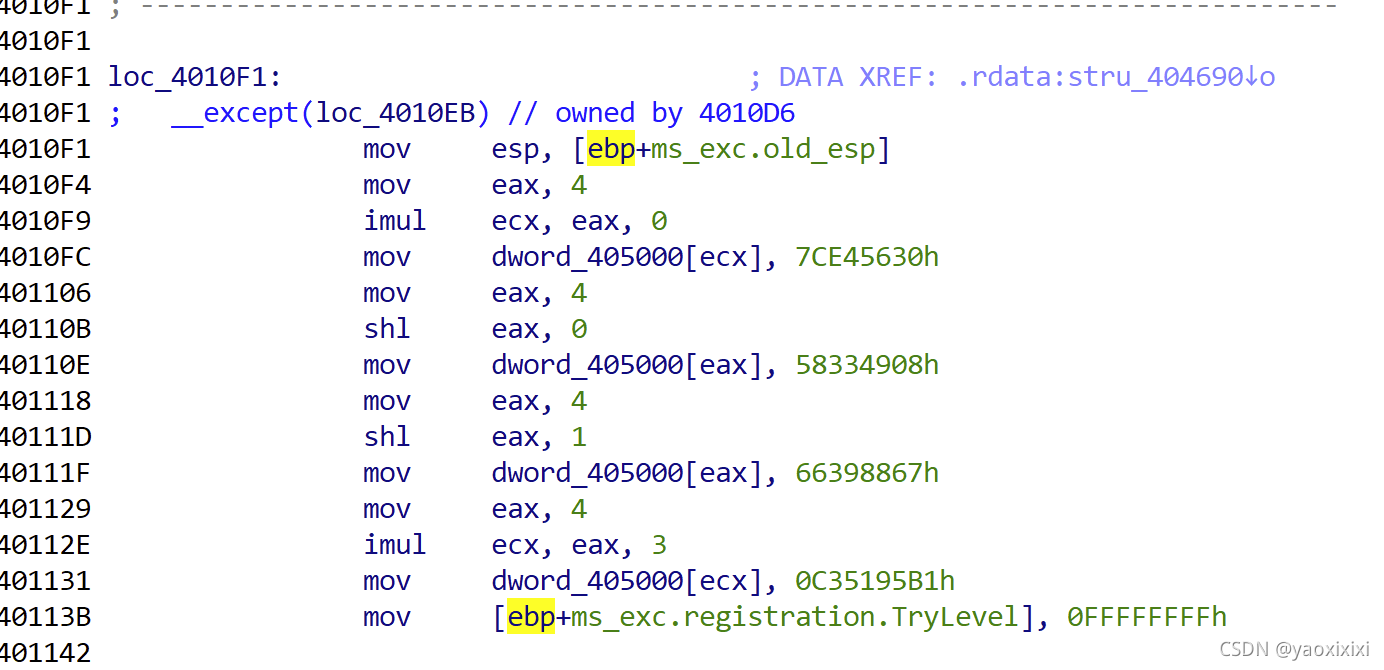 4010F1 ; ---------------------------------------------------------------------------
4010F1
4010F1 loc_4010F1: ; DATA XREF: .rdata:stru_404690↓o
4010F1 ; __except(loc_4010EB) // owned by 4010D6
4010F1 mov esp, [ebp+ms_exc.old_esp]
4010F4 mov eax, 4
4010F9 imul ecx, eax, 0
4010FC mov dword_405000[ecx], 7CE45630h
401106 mov eax, 4
40110B shl eax, 0
40110E mov dword_405000[eax], 58334908h
401118 mov eax, 4
40111D shl eax, 1
40111F mov dword_405000[eax], 66398867h
401129 mov eax, 4
40112E imul ecx, eax, 3
401131 mov dword_405000[ecx], 0C35195B1h
40113B mov [ebp+ms_exc.registration.TryLevel], 0FFFFFFFFh
401142
CSDN @yaoxixixi